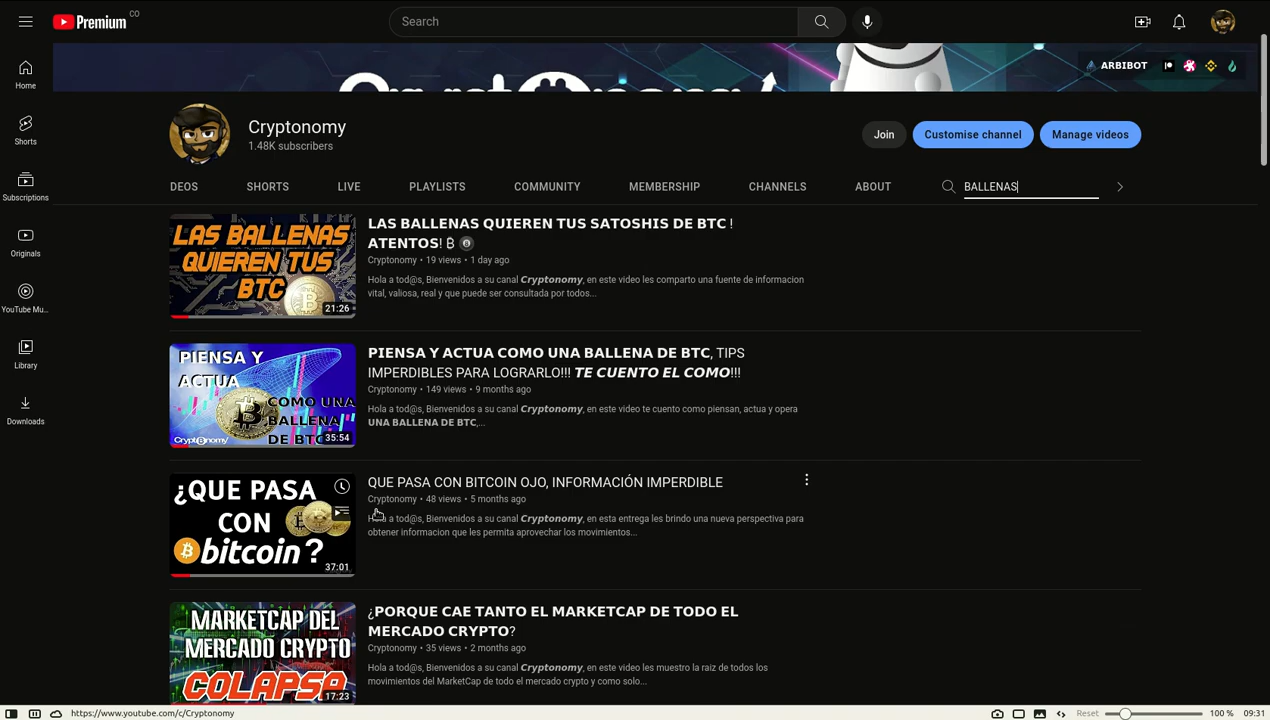 Premium CO
Search
ARBIBOT
Home
Shorts
Subscriptions
Originals
YouTube Mu...
Library
Downloads
Cryptonomy
1.48K subscribers
Join
Customise channel
Manage videos
DEOS
SHORTS
LIVE
PLAYLISTS
COMMUNITY
MEMBERSHIP
CHANNELS
ABOUT
BALLENAS
LAS BALLENAS
QUIEREN TUS
BTC
21:26
LAS BALLENAS QUIEREN TUS SATOSHIS DE BTC !
ATENTOS! ₿
Cryptonomy • 19 views • 1 day ago
Hola a tod@s, Bienvenidos a su canal Cryptonomy, en este video les comparto una fuente de informacion
vital, valiosa, real y que puede ser consultada por todos...
PIENSA Y
ACTUA
COMO UNA
BALLENA
DE BTC
Cryptonomy
35:54
PIENSA Y ACTUA COMO UNA BALLENA DE BTC, TIPS
IMPERDIBLES PARA LOGRARLO!!! TE CUENTO EL COMO!!!
Cryptonomy • 149 views • 9 months ago
Hola a tod@s, Bienvenidos a su canal Cryptonomy, en este video te cuento como piensan, actua y opera
UNA BALLENA DE BTC,...
¿QUE PASA
CON
bitcoin ?
37:01
QUE PASA CON BITCOIN OJO, INFORMACIÓN IMPERDIBLE
Cryptonomy • 48 views • 5 months ago
Hola a tod@s, Bienvenidos a su canal Cryptonomy, en esta entrega les brindo una nueva perspectiva para
obtener informacion que les permita aprovechar los movimientos...
MARKETCAP DEL
MERCADO CRYPTO
COLAPSA
17:23
¿PORQUE CAE TANTO EL MARKETCAP DE TODO EL
MERCADO CRYPTO?
Cryptonomy • 35 views • 2 months ago
Hola a tod@s, Bienvenidos a su canal Cryptonomy, en este video les muestro la raiz de todos los
movimientos del MarketCap de todo el mercado crypto y como solo...
https://www.youtube.com/c/Cryptonomy
Reset
100 %
09:31